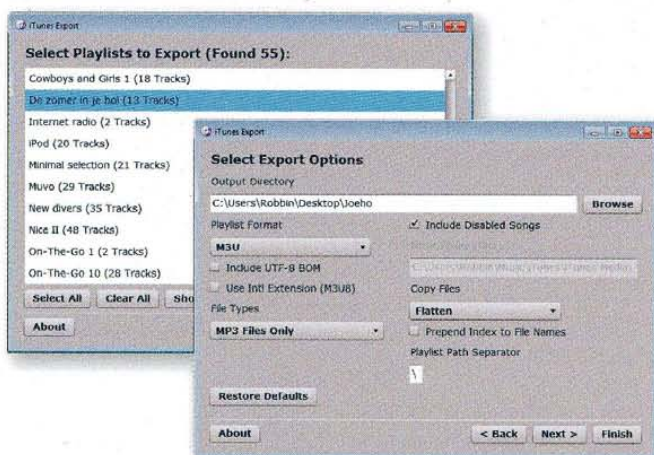 iTunes Export
Select Playlists to Export (Found 55):
Cowboys and Girls 1 (18 Tracks)
De zomer in je bol (13 Tracks)
Internet radio (2 Tracks)
iPod (20 Tracks)
Minimal selection (21 Tracks)
Muvo (29 Tracks)
New divers (35 Tracks)
Nice II (48 Tracks)
On-The-Go 1 (2 Tracks)
On-The-Go 10 (28 Tracks)
Select All Clear All Sho
About
iTunes Export
Select Export Options
Output Directory
C:\Users\Robbin\Desktop\Joeho Browse
Playlist Format
M3U
Include UTF-8 BOM
Use Intl Extension (M3U8)
File Types
MP3 Files Only
Include Disabled Songs
Copy Files
Flatten
Prepend Index to File Names
Playlist Path Separator
\
Restore Defaults
About < Back Next > Finish